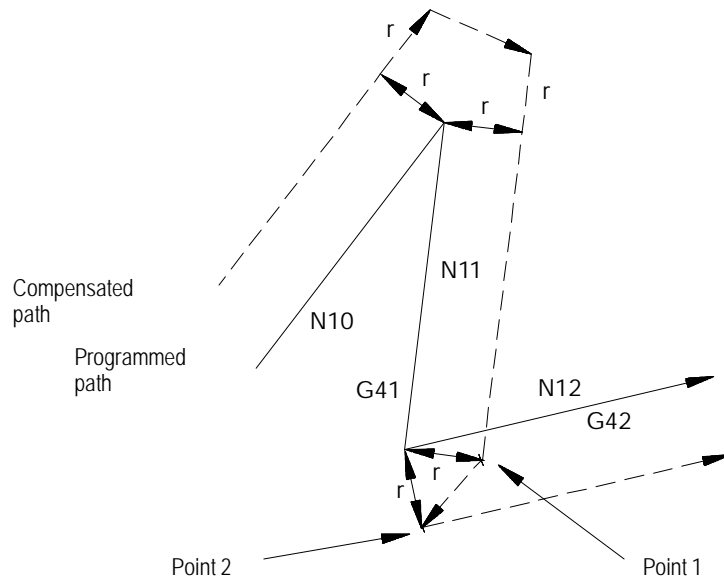 r
r
r
r
N11
Compensated
path
N10
Programmed
path
N12
G41
G42
r
r
Point 2
Point 1